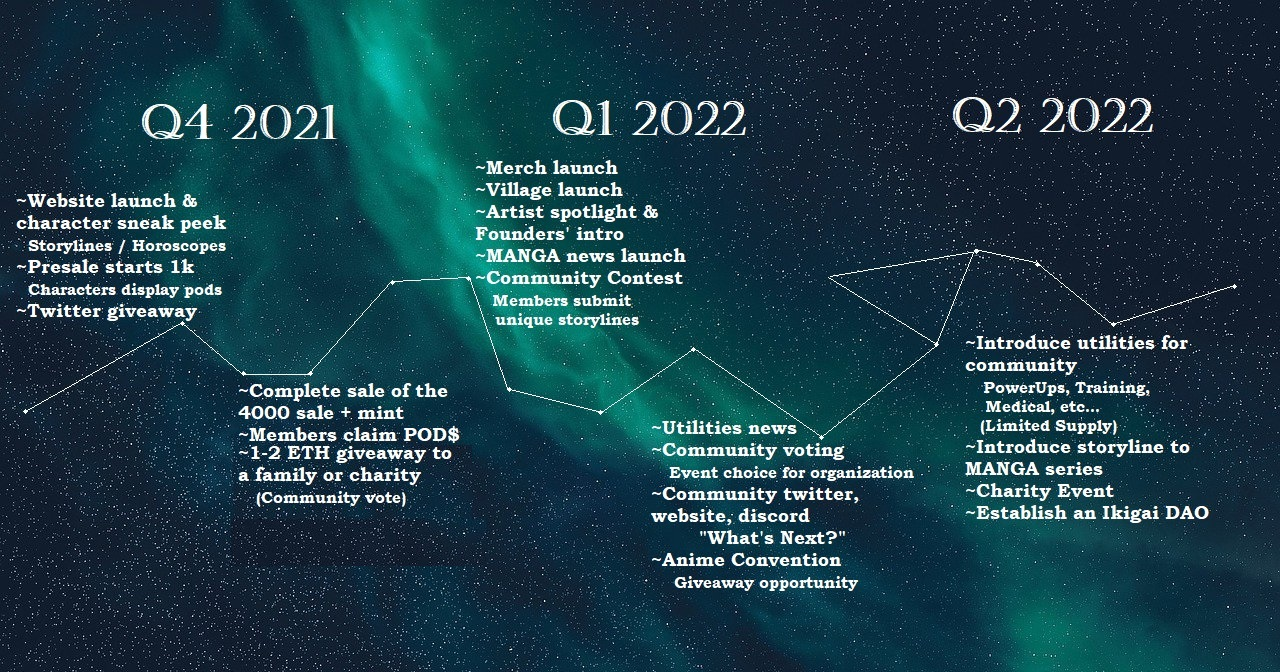 Q4 2021
~Website launch &
character sneak peek
Storylines / Horoscopes
~Presale starts 1k
Characters display pods
~Twitter giveaway
~Complete sale of the
4000 sale + mint
~Members claim POD$
~1-2 ETH giveaway to
a family or charity
(Community vote)
Q1 2022
~Merch launch
~Village launch
~Artist spotlight &
Founders' intro
~MANGA news launch
~Community Contest
Members submit
unique storylines
~Utilities news
~Community voting
Event choice for organization
~Community twitter,
website, discord
"What's Next?"
~Anime Convention
Giveaway opportunity
Q2 2022
~Introduce utilities for
community
PowerUps, Training,
Medical, etc...
(Limited Supply)
~Introduce storyline to
MANGA series
~Charity Event
~Establish an Ikigai DAO